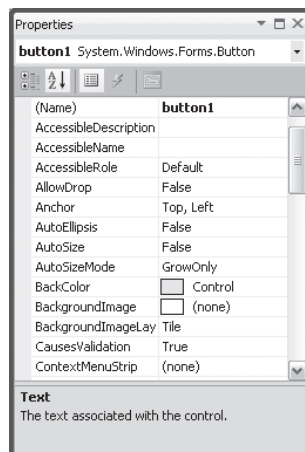 Properties
button1 System.Windows.Forms.Button
(Name) button1
AccessibleDescription
AccessibleName
AccessibleRole Default
AllowDrop False
Anchor Top, Left
AutoEllipsis False
AutoSize False
AutoSizeMode GrowOnly
BackColor Control
BackgroundImage (none)
BackgroundImageLay Tile
CausesValidation True
ContextMenuStrip (none)
Text
The text associated with the control.